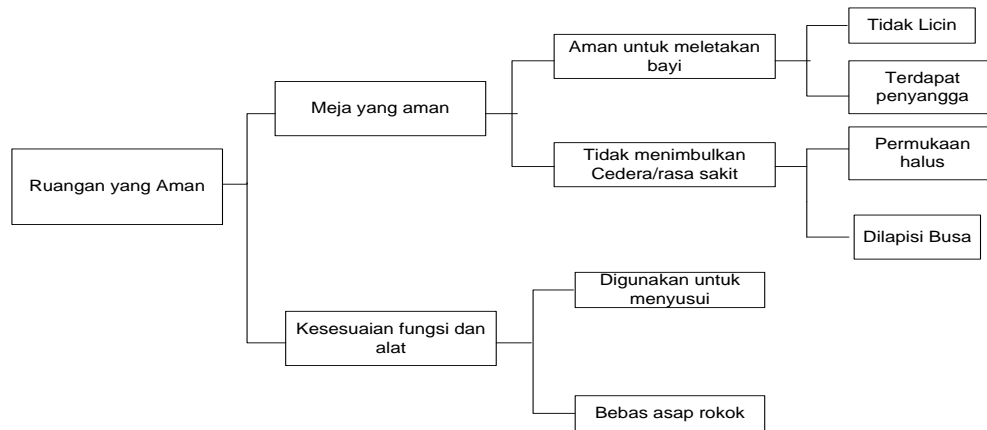 Ruangan yang Aman
Meja yang aman
Aman untuk meletakan
bayi
Tidak Licin
Terdapat
penyangga
Tidak menimbulkan
Cedera/rasa sakit
Permukaan
halus
Dilapisi Busa
Kesesuaian fungsi dan
alat
Digunakan untuk
menyusui
Bebas asap rokok